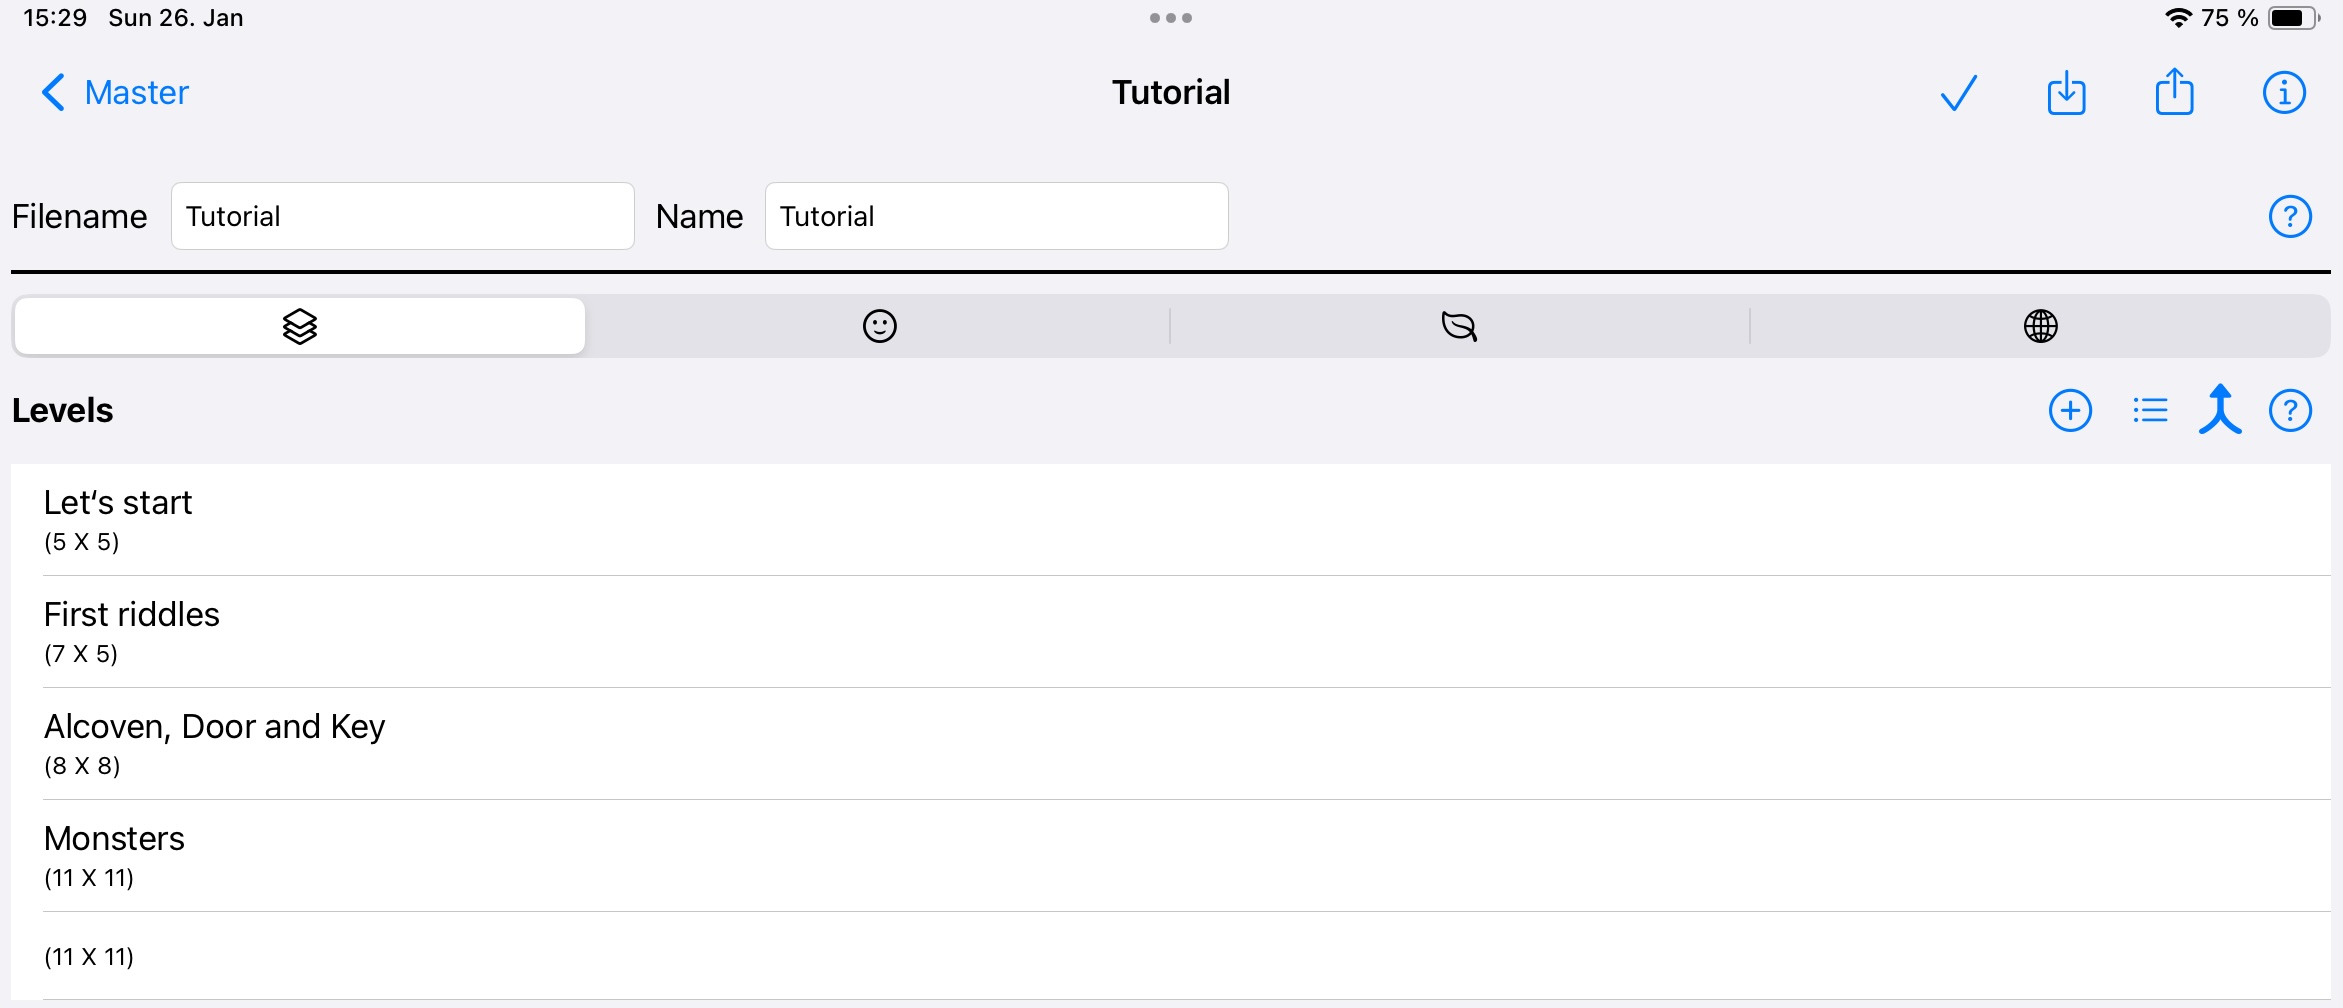 15:29 Sun 26. Jan 75 %
Master Tutorial
Filename Tutorial Name Tutorial
Levels
Let‘s start
(5 X 5)
First riddles
(7 X 5)
Alcoven, Door and Key
(8 X 8)
Monsters
(11 X 11)
(11 X 11)